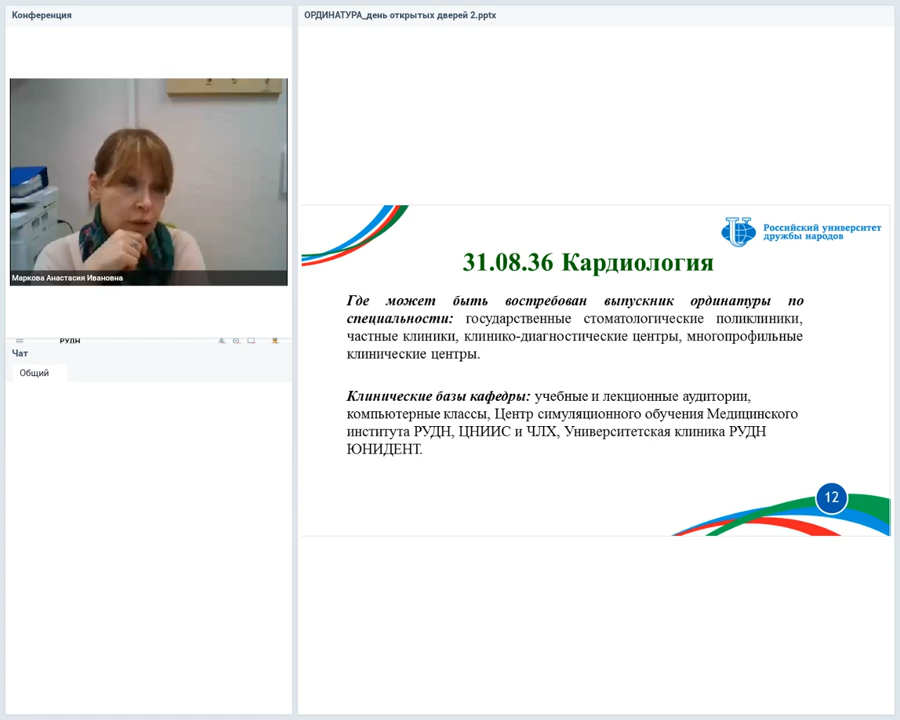 Конференция
Маркова Анастасия Ивановна
РУДН
Чат
Общий
ОРДИНАТУРА_день открытых дверей 2.pptx
Российский университет
дружбы народов
31.08.36 Кардиология
Где может быть востребован выпускник ординатуры по
специальности: государственные стоматологические поликлиники,
частные клиники, клинико-диагностические центры, многопрофильные
клинические центры.
Клинические базы кафедры: учебные и лекционные аудитории,
компьютерные классы, Центр симуляционного обучения Медицинского
института РУДН, ЦНИИС и ЧЛХ, Университетская клиника РУДН
ЮНИДЕНТ.
12